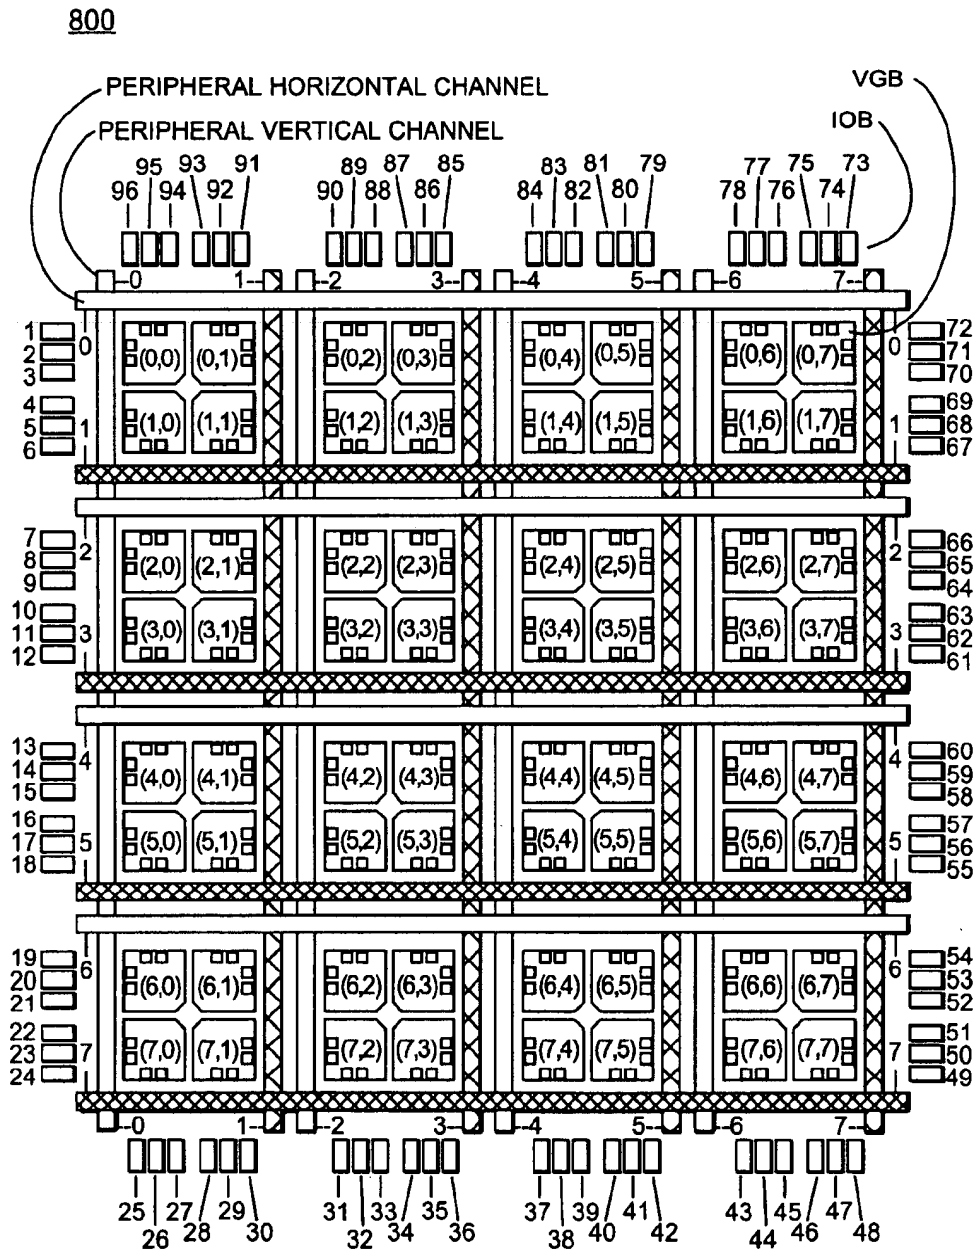 800
PERIPHERAL HORIZONTAL CHANNEL VGB
PERIPHERAL VERTICAL CHANNEL IOB
95 93 91 89 87 85 83 81 79 77 75 73
96 94 92 90 88 86 84 82 80 78 76 74
--0 1-- --2 3-- --4 5-- --6 7--
1 72
0 (0,0) (0,1) (0,2) (0,3) (0,4) (0,5) (0,6) (0,7) 0
2 71
3 70
4 69
5 1 (1,0) (1,1) (1,2) (1,3) (1,4) (1,5) (1,6) (1,7) 1 68
6 67
7 66
2 2
8 (2,0) (2,1) (2,2) (2,3) (2,4) (2,5) (2,6) (2,7) 65
9 64
10 63
11 3 (3,0) (3,1) (3,2) (3,3) (3,4) (3,5) (3,6) (3,7) 3 62
12 61
13 60
4 4
14 (4,0) (4,1) (4,2) (4,3) (4,4) (4,5) (4,6) (4,7) 59
15 58
16 57
17 5 (5,0) (5,1) (5,2) (5,3) (5,4) (5,5) (5,6) (5,7) 5 56
18 55
19 54
6 6
20 (6,0) (6,1) (6,2) (6,3) (6,4) (6,5) (6,6) (6,7) 53
21 52
22 51
23 7 (7,0) (7,1) (7,2) (7,3) (7,4) (7,5) (7,6) (7,7) 7 50
24 49
--0 1-- --2 3-- --4 5-- --6 7--
25 27 29 31 33 35 37 39 41 43 45 47
26 28 30 32 34 36 38 40 42 44 46 48